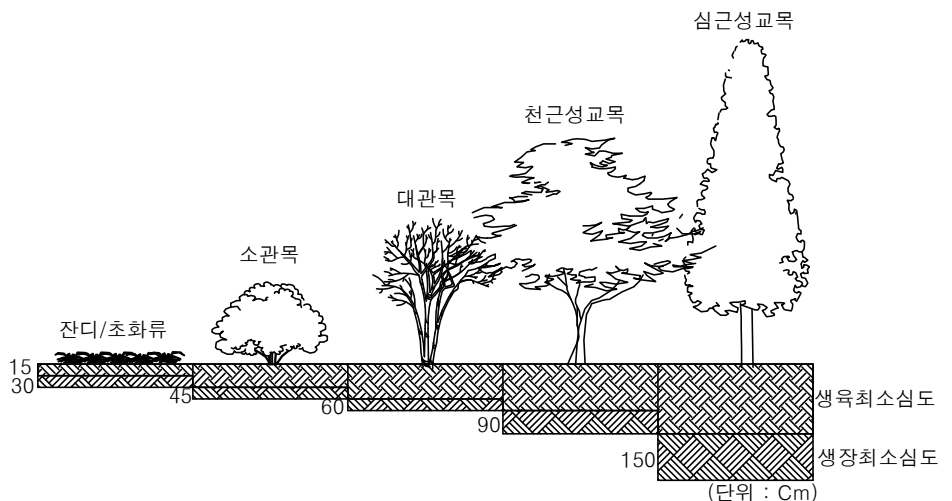 심근성교목
천근성교목
대관목
소관목
잔디/초화류
15
30
45
60
90
생육최소심도
150
생장최소심도
(단위 : Cm)